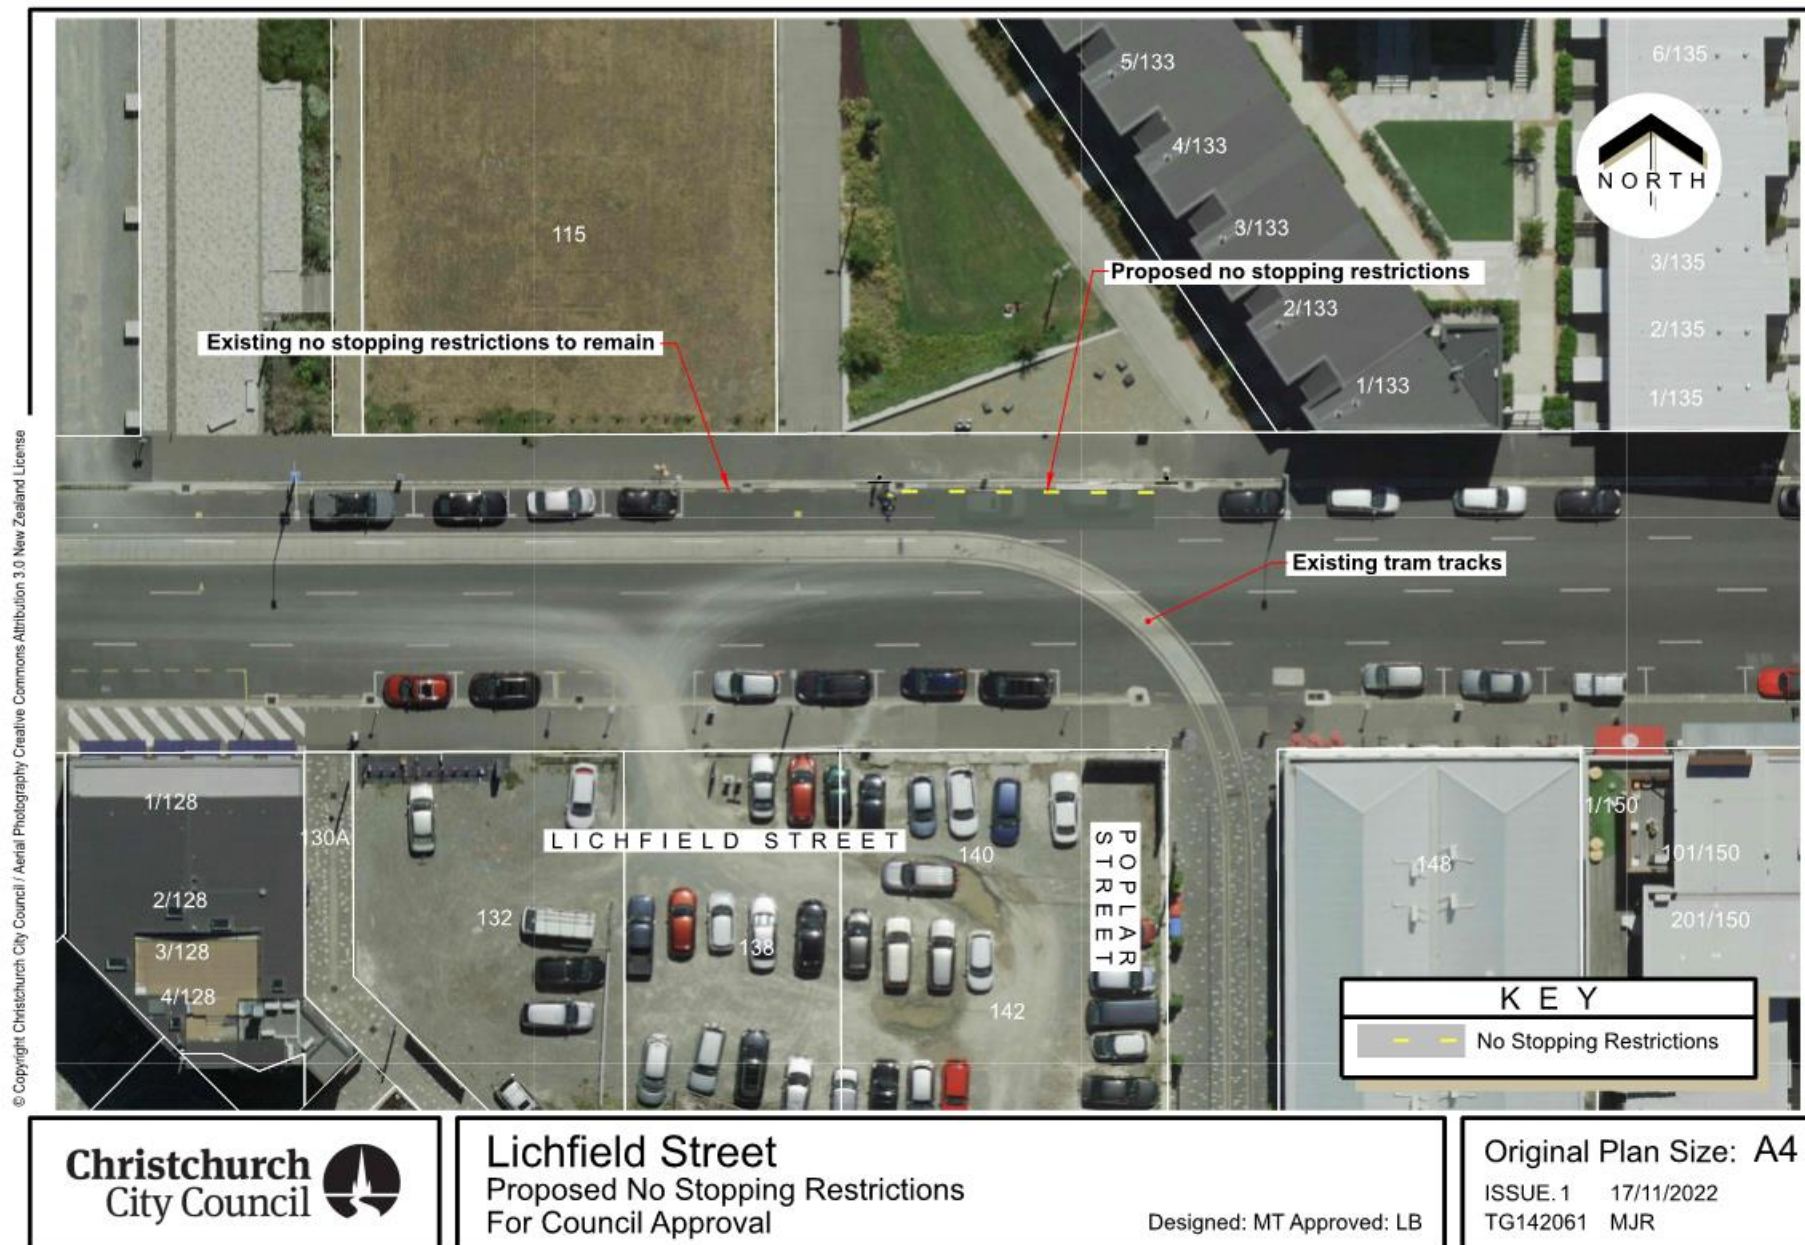 5/133
6/135
4/133
NORTH
115
3/133
3/135
Proposed no stopping restrictions
2/133
2/135
Existing no stopping restrictions to remain
1/133
1/135
Existing tram tracks
© Copyright Christchurch City Council / Aerial Photography Creative Commons Attribution 3.0 New Zealand License
1/128
130A
LICHFIELD STREET
140
POPLAR
STREET
148
1/150
101/150
2/128
132
138
201/150
3/128
4/128
142
KEY
No Stopping Restrictions
Christchurch
City Council
Lichfield Street
Proposed No Stopping Restrictions
For Council Approval
Designed: MT Approved: LB
Original Plan Size: A4
ISSUE. 1 17/11/2022
TG142061 MJR